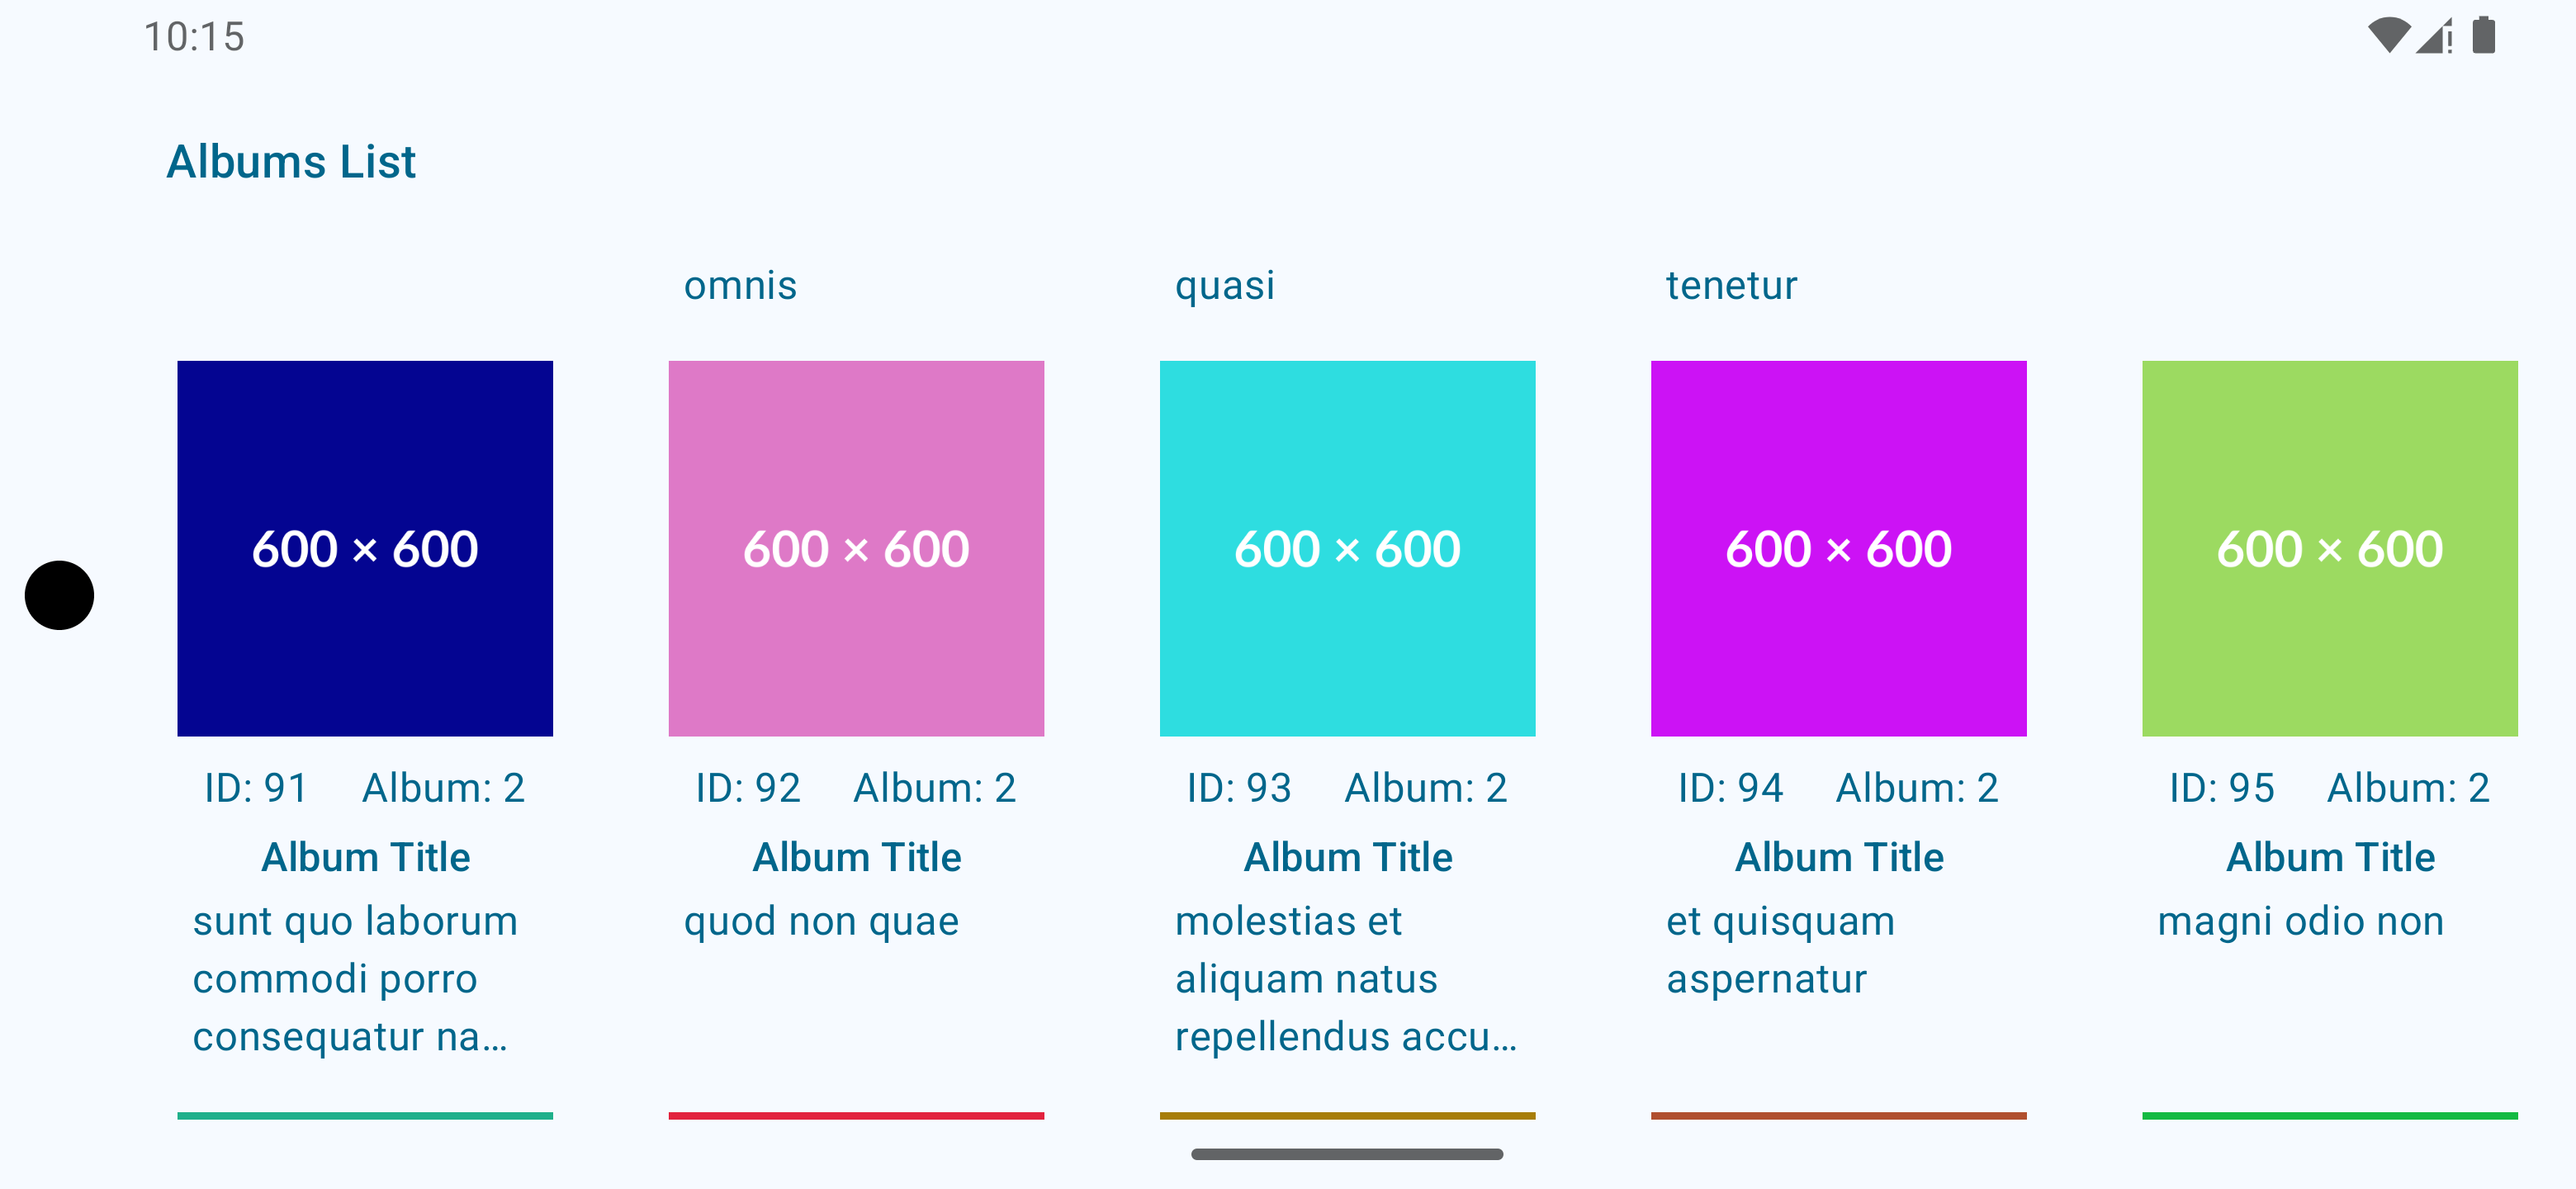 10:15
Albums List
omnis
quasi
tenetur
600 × 600
600 × 600
600 × 600
600 × 600
600 × 600
ID: 91 Album: 2
ID: 92 Album: 2
ID: 93 Album: 2
ID: 94 Album: 2
ID: 95 Album: 2
Album Title
Album Title
Album Title
Album Title
Album Title
sunt quo laborum
commodi porro
consequatur na…
quod non quae
molestias et
aliquam natus
repellendus accu…
et quisquam
aspernatur
magni odio non